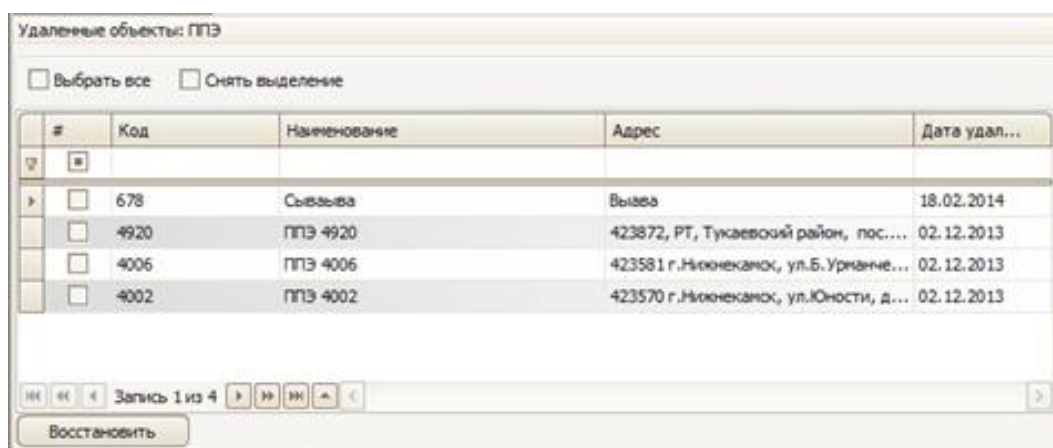 Удаленные объекты: ППЭ
Выбрать все Снять выделение
# Код Наименование Адрес Дата удал...
678 Сываыва Выава 18.02.2014
4920 ППЭ 4920 423872, РТ, Тукаевский район, пос.... 02.12.2013
4006 ППЭ 4006 423581 г.Нижнекамск, ул.Б.Урманче... 02.12.2013
4002 ППЭ 4002 423570 г.Нижнекамск, ул.Юности, д... 02.12.2013
Запись 1 из 4
Восстановить